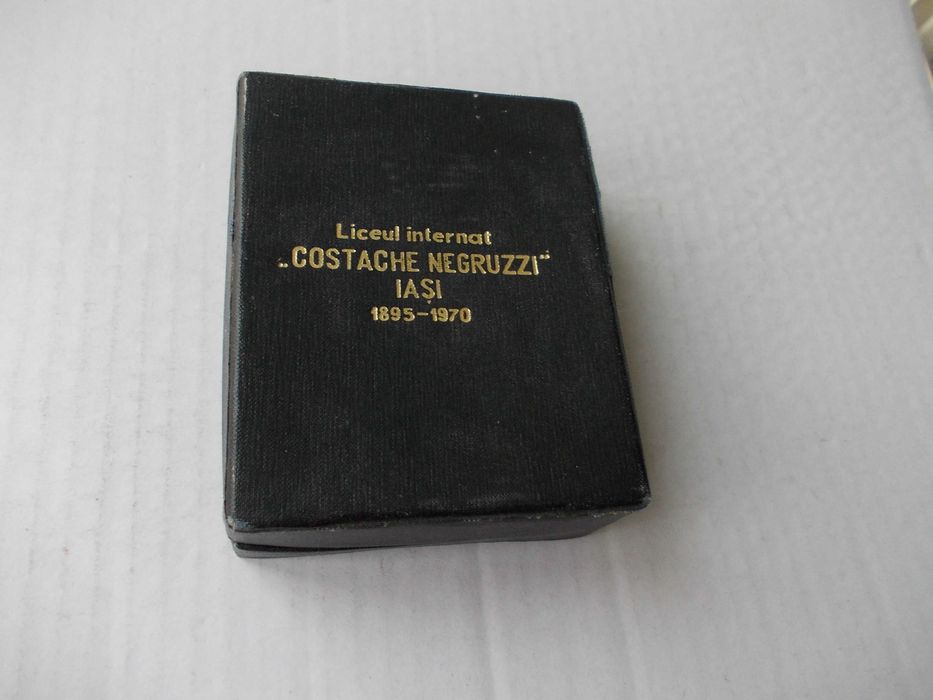 Liceul internat
„COSTACHE NEGRUZZI"
IAȘI
1895-1970